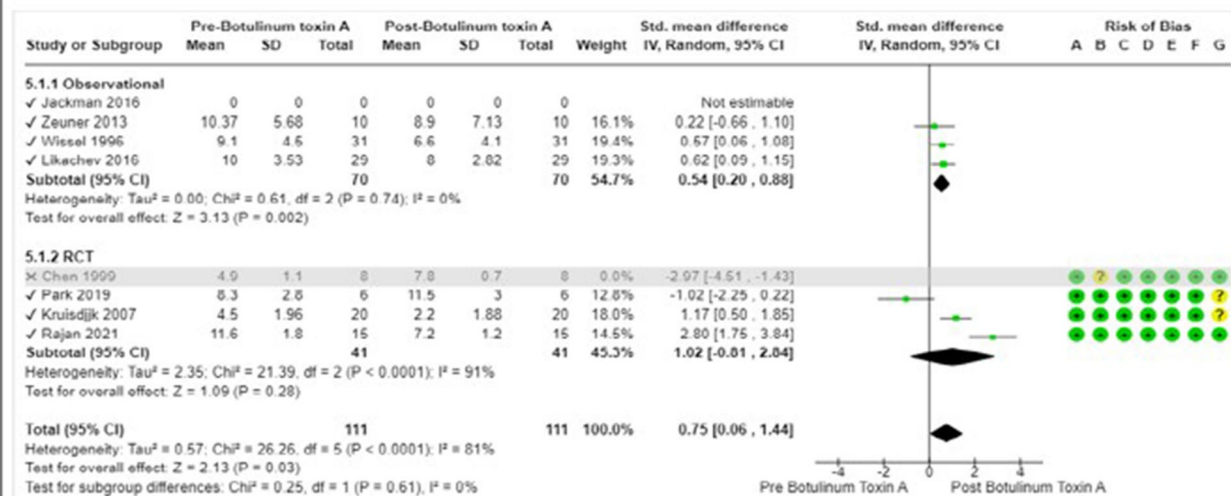 Pre-Botulinum toxin A Post-Botulinum toxin A Std. mean difference Std. mean difference Risk of Bias
Study or Subgroup Mean SD Total Mean SD Total Weight IV, Random, 95% CI IV, Random, 95% CI A B C D E F G
5.1.1 Observational
✓ Jackman 2016 0 0 0 0 0 0 Not estimable
✓ Zeuner 2013 10.37 5.68 10 8.9 7.13 10 16.1% 0.22 [-0.66 , 1.10]
✓ Wissel 1996 9.1 4.6 31 6.6 4.1 31 19.4% 0.57 [0.06 , 1.08]
✓ Likachev 2016 10 3.53 29 8 2.82 29 19.3% 0.62 [0.09 , 1.15]
Subtotal (95% CI) 70 70 54.7% 0.54 [0.20 , 0.88]
Heterogeneity: Tau² = 0.00; Chi² = 0.61, df = 2 (P = 0.74); I² = 0%
Test for overall effect: Z = 3.13 (P = 0.002)
5.1.2 RCT
× Chen 1999 4.9 1.1 8 7.8 0.7 8 0.0% -2.97 [-4.51 , -1.43] ?
✓ Park 2019 8.3 2.8 6 11.5 3 6 12.8% -1.02 [-2.25 , 0.22] ?
✓ Kruisdijk 2007 4.5 1.96 20 2.2 1.88 20 18.0% 1.17 [0.50 , 1.85] ?
✓ Rajan 2021 11.6 1.8 15 7.2 1.2 15 14.5% 2.80 [1.75 , 3.84]
Subtotal (95% CI) 41 41 45.3% 1.02 [-0.81 , 2.84]
Heterogeneity: Tau² = 2.35; Chi² = 21.39, df = 2 (P < 0.0001); I² = 91%
Test for overall effect: Z = 1.09 (P = 0.28)
Total (95% CI) 111 111 100.0% 0.75 [0.06 , 1.44]
Heterogeneity: Tau² = 0.57; Chi² = 26.26, df = 5 (P < 0.0001); I² = 81%
Test for overall effect: Z = 2.13 (P = 0.03)
-4 -2 0 2 4
Test for subgroup differences: Chi² = 0.25, df = 1 (P = 0.61), I² = 0% Pre Botulinum Toxin A Post Botulinum Toxin A